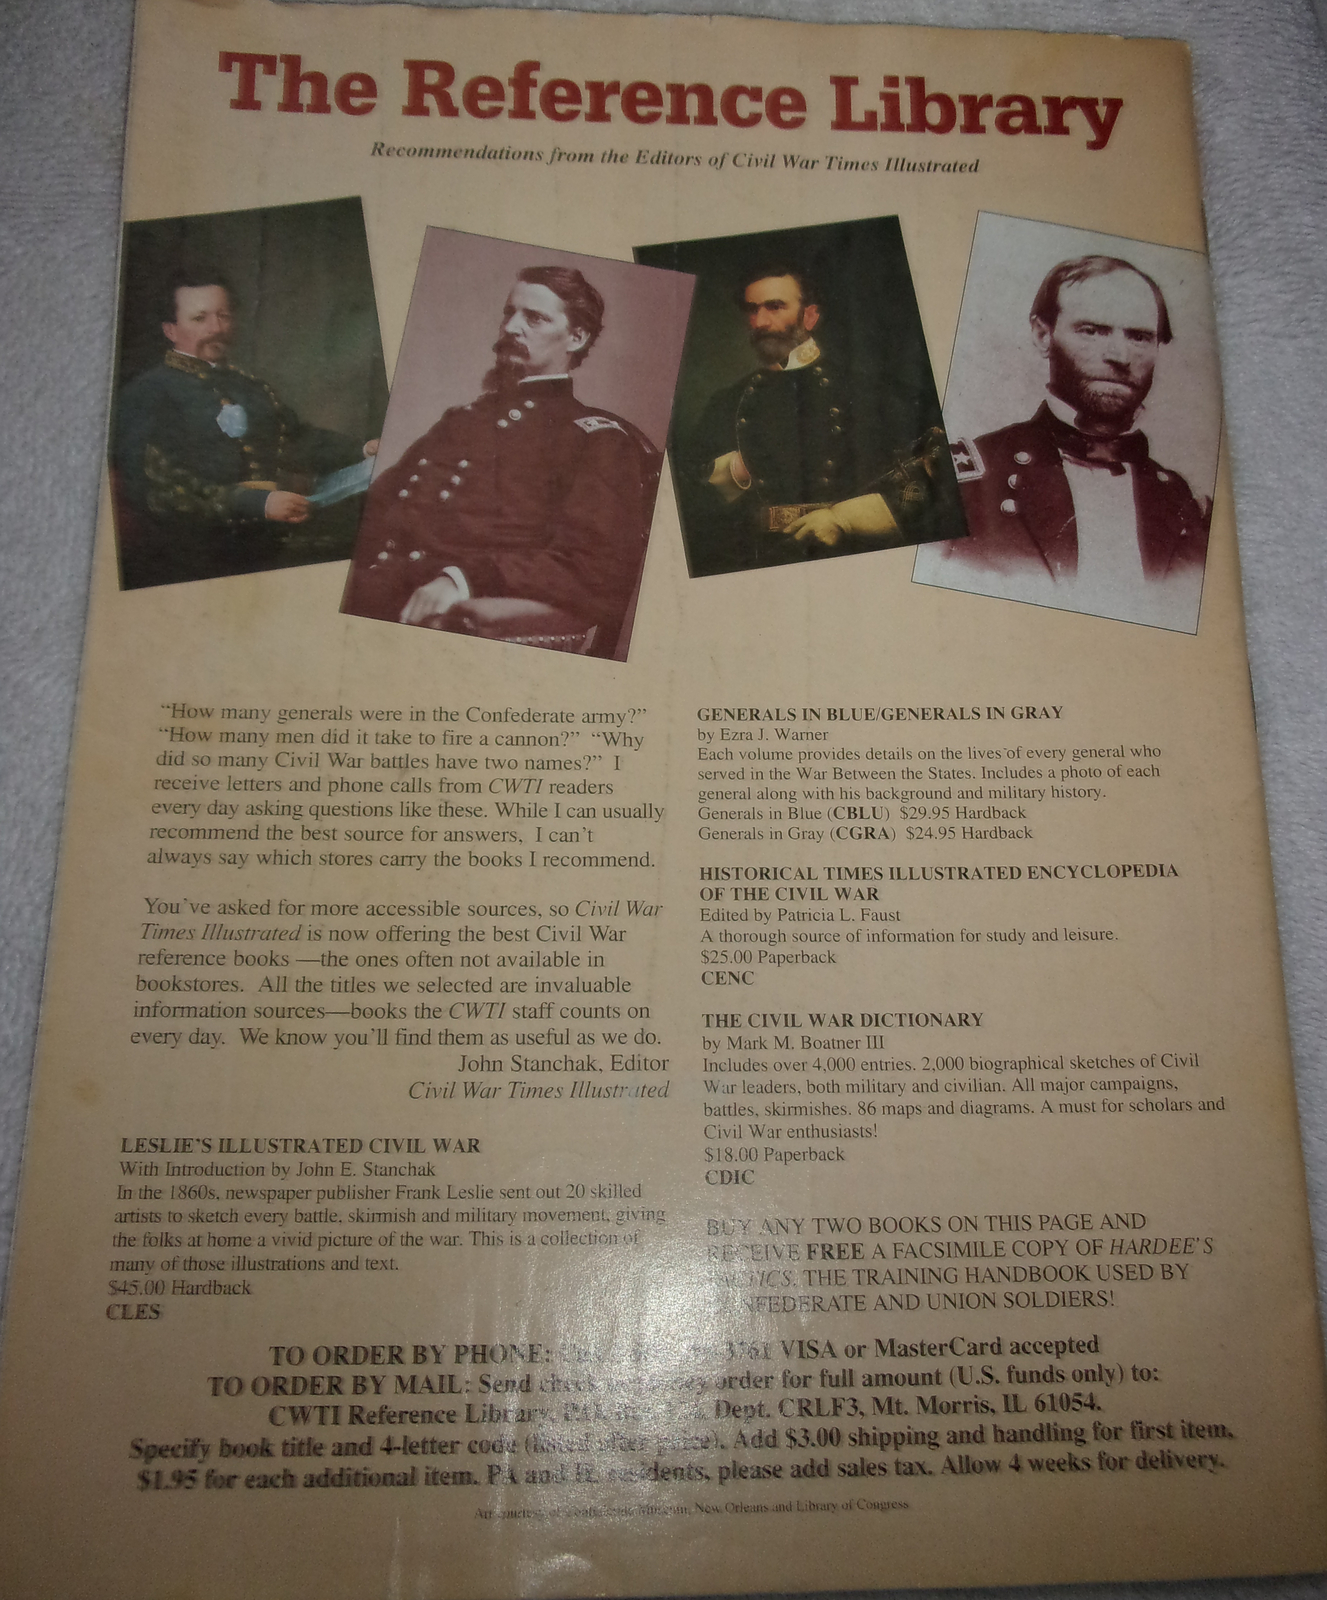 The Reference Library
Recommendations from the Editors of Civil War Times Illustrated
"How many generals were in the Confederate army?"
"How many men did it take to fire a cannon?" "Why
did so many Civil War battles have two names?" I
receive letters and phone calls from CWTI readers
every day asking questions like these. While I can usually
recommend the best source for answers, I can't
always say which stores carry the books I recommend.
You've asked for more accessible sources, so Civil War
Times Illustrated is now offering the best Civil War
reference books —the ones often not available in
bookstores. All the titles we selected are invaluable
information sources—books the CWTI staff counts on
every day. We know you'll find them as useful as we do.
John Stanchak, Editor
Civil War Times Illustrated
LESLIE'S ILLUSTRATED CIVIL WAR
With Introduction by John E. Stanchak
In the 1860s, newspaper publisher Frank Leslie sent out 20 skilled
artists to sketch every battle, skirmish and military movement, giving
the folks at home a vivid picture of the war. This is a collection of
many of those illustrations and text.
$45.00 Hardback
CLES
GENERALS IN BLUE/GENERALS IN GRAY
by Ezra J. Warner
Each volume provides details on the lives of every general who
served in the War Between the States. Includes a photo of each
general along with his background and military history.
Generals in Blue (CBLU) $29.95 Hardback
Generals in Gray (CGRA) $24.95 Hardback
HISTORICAL TIMES ILLUSTRATED ENCYCLOPEDIA
OF THE CIVIL WAR
Edited by Patricia L. Faust
A thorough source of information for study and leisure.
$25.00 Paperback
CENC
THE CIVIL WAR DICTIONARY
by Mark M. Boatner III
Includes over 4,000 entries. 2,000 biographical sketches of Civil
War leaders, both military and civilian. All major campaigns,
battles, skirmishes. 86 maps and diagrams. A must for scholars and
Civil War enthusiasts!
$18.00 Paperback
CDIC
BUY ANY TWO BOOKS ON THIS PAGE AND
RECEIVE FREE A FACSIMILE COPY OF HARDEE'S
TACTICS. THE TRAINING HANDBOOK USED BY
CONFEDERATE AND UNION SOLDIERS!
TO ORDER BY PHONE: 3761 VISA or MasterCard accepted
TO ORDER BY MAIL: Send check or money order for full amount (U.S. funds only) to:
CWTI Reference Library, Dept. CRLF3, Mt. Morris, IL 61054.
Specify book title and 4-letter code (listed after price). Add $3.00 shipping and handling for first item,
$1.95 for each additional item. PA and IL residents, please add sales tax. Allow 4 weeks for delivery.
Art courtesy of Confederate Museum, New Orleans and Library of Congress